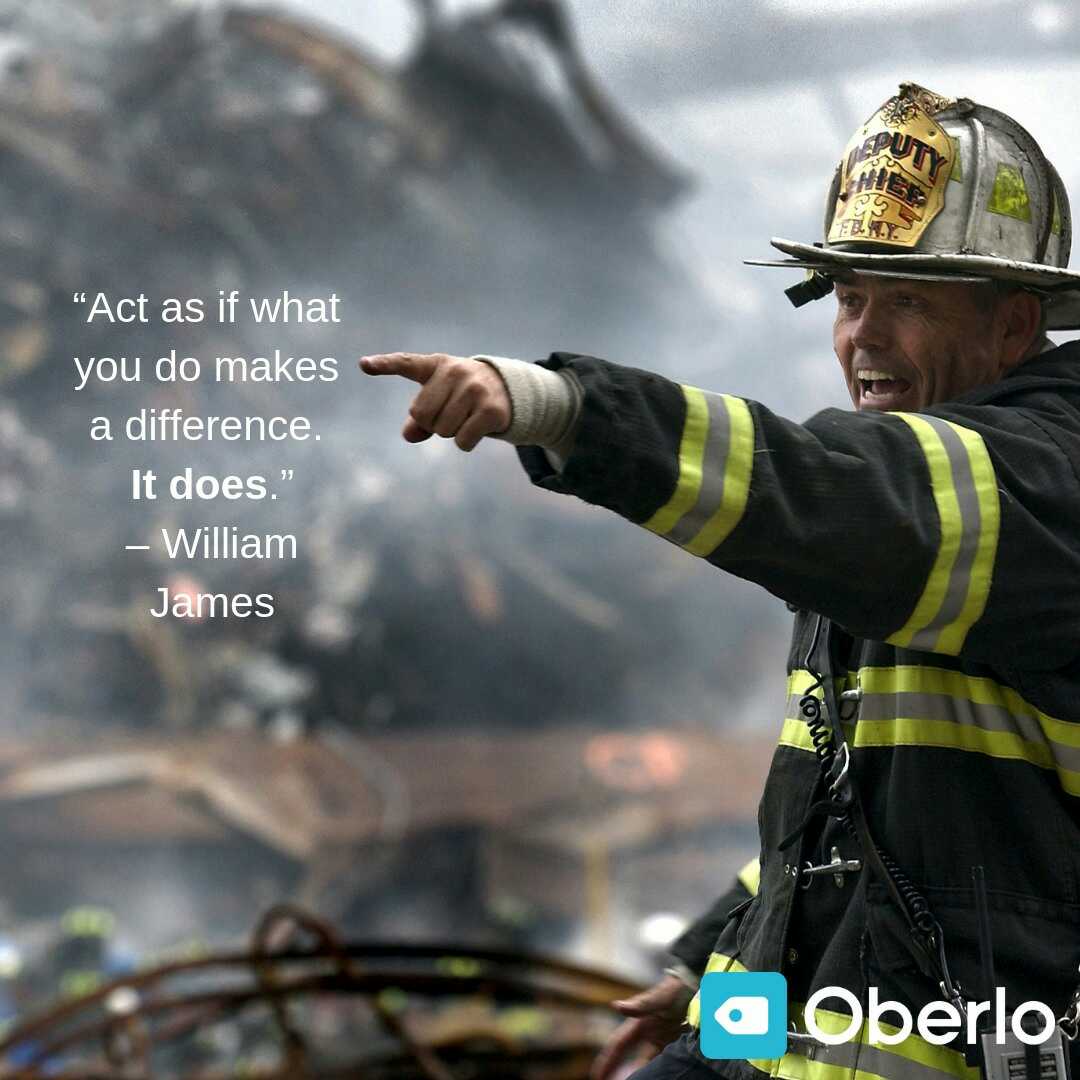 “Act as if what
you do makes
a difference.
It does.”
– William
James
DEPUTY
CHIEF
F.D.N.Y.
Oberlo